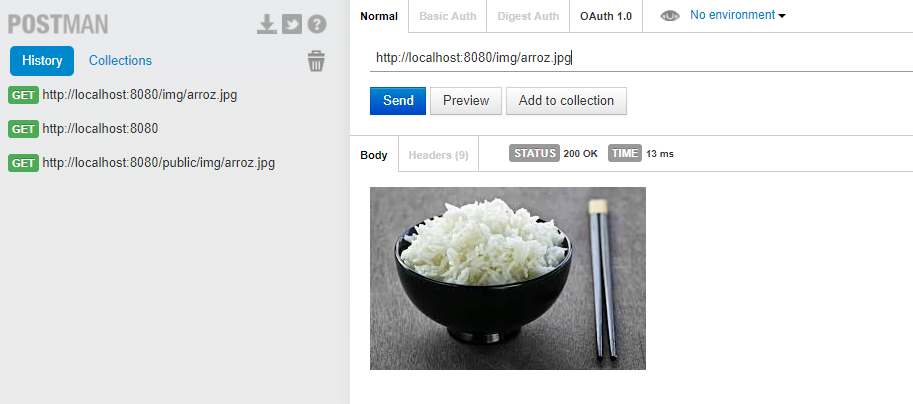 POSTMAN
History Collections
GET http://localhost:8080/img/arroz.jpg
GET http://localhost:8080
GET http://localhost:8080/public/img/arroz.jpg
Normal Basic Auth Digest Auth OAuth 1.0 No environment
http://localhost:8080/img/arroz.jpg
Send Preview Add to collection
Body Headers (9) STATUS 200 OK TIME 13 ms